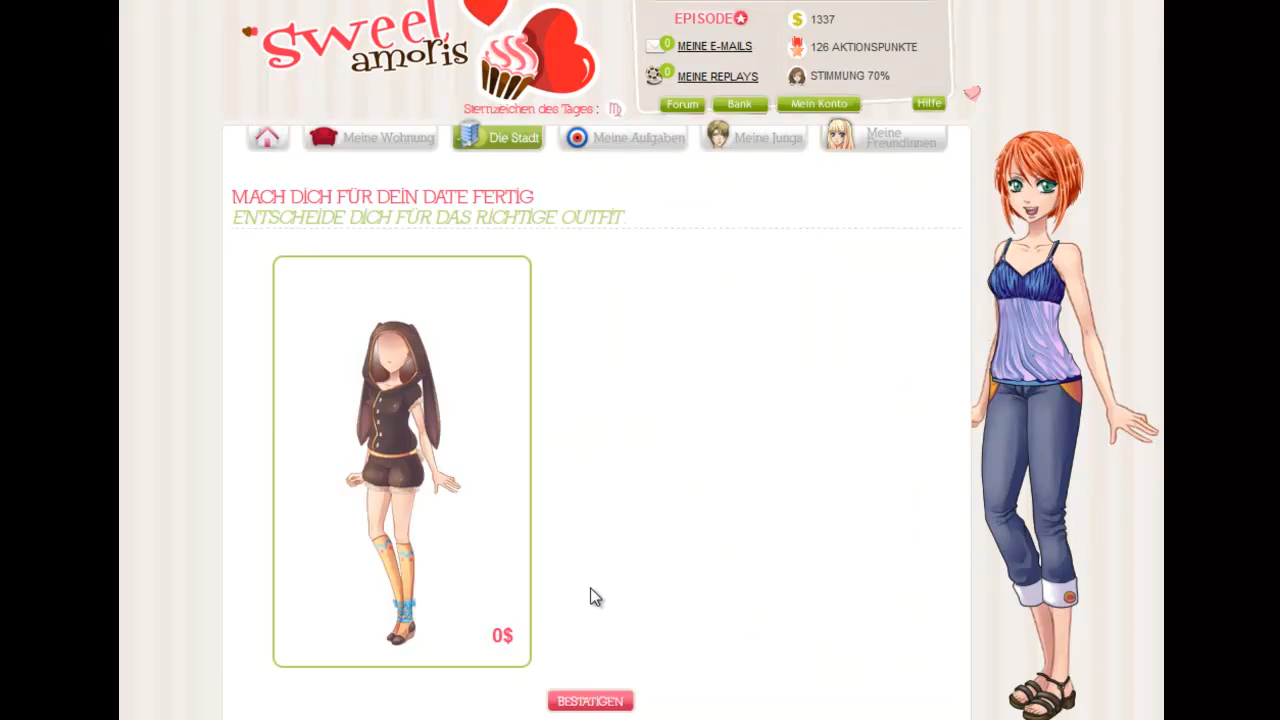 Sweet
amoris
EPISODE
$ 1337
0 MEINE E-MAILS
126 AKTIONSPUNKTE
0 MEINE REPLAYS
STIMMUNG 70%
Sternzeichen des Tages : ♍
Forum
Bank
Mein Konto
Hilfe
Meine Wohnung
Die Stadt
Meine Aufgaben
Meine Jungs
Meine
Freundinnen
MACH DICH FÜR DEIN DATE FERTIG
ENTSCHEIDE DICH FÜR DAS RICHTIGE OUTFIT.
0$
BESTÄTIGEN